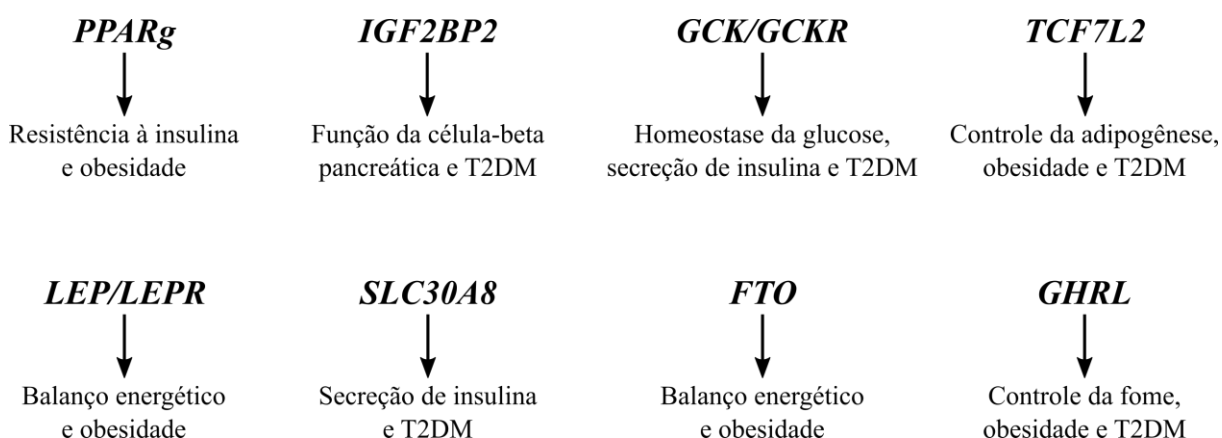 PPARg
Resistência à insulina
e obesidade
IGF2BP2
Função da célula-beta
pancreática e T2DM
GCK/GCKR
Homeostase da glucose,
secreção de insulina e T2DM
TCF7L2
Controle da adipogênese,
obesidade e T2DM
LEP/LEPR
Balanço energético
e obesidade
SLC30A8
Secreção de insulina
e T2DM
FTO
Balanço energético
e obesidade
GHRL
Controle da fome,
obesidade e T2DM